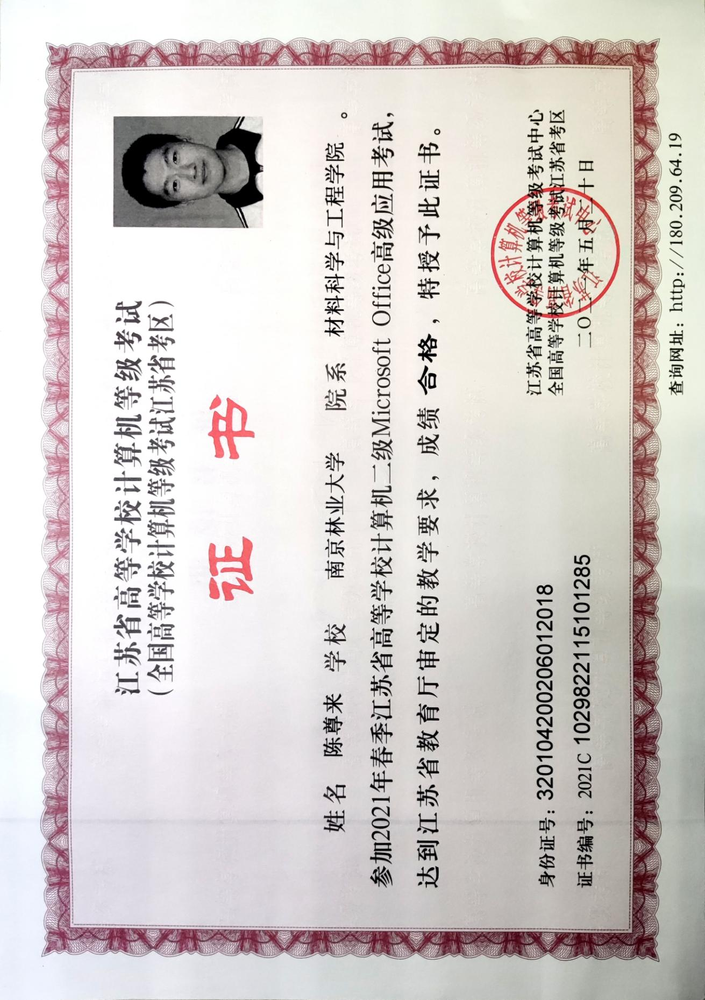 江苏省高等学校计算机等级考试
(全国高等学校计算机等级考试江苏省考区)
证书
姓名 陈尊来 学校 南京林业大学 院系 材料科学与工程学院 。
参加2021年春季江苏省高等学校计算机二级Microsoft Office高级应用考试,
达到江苏省教育厅审定的教学要求,成绩 合格,特授予此证书。
江苏省高等学校计算机等级考试中心
全国高等学校计算机等级考试江苏省考区
二〇二一年五月二十日
身份证号:320104200206012018
证书编号:2021C 1029822115101285
查询网址:http://180.209.64.19